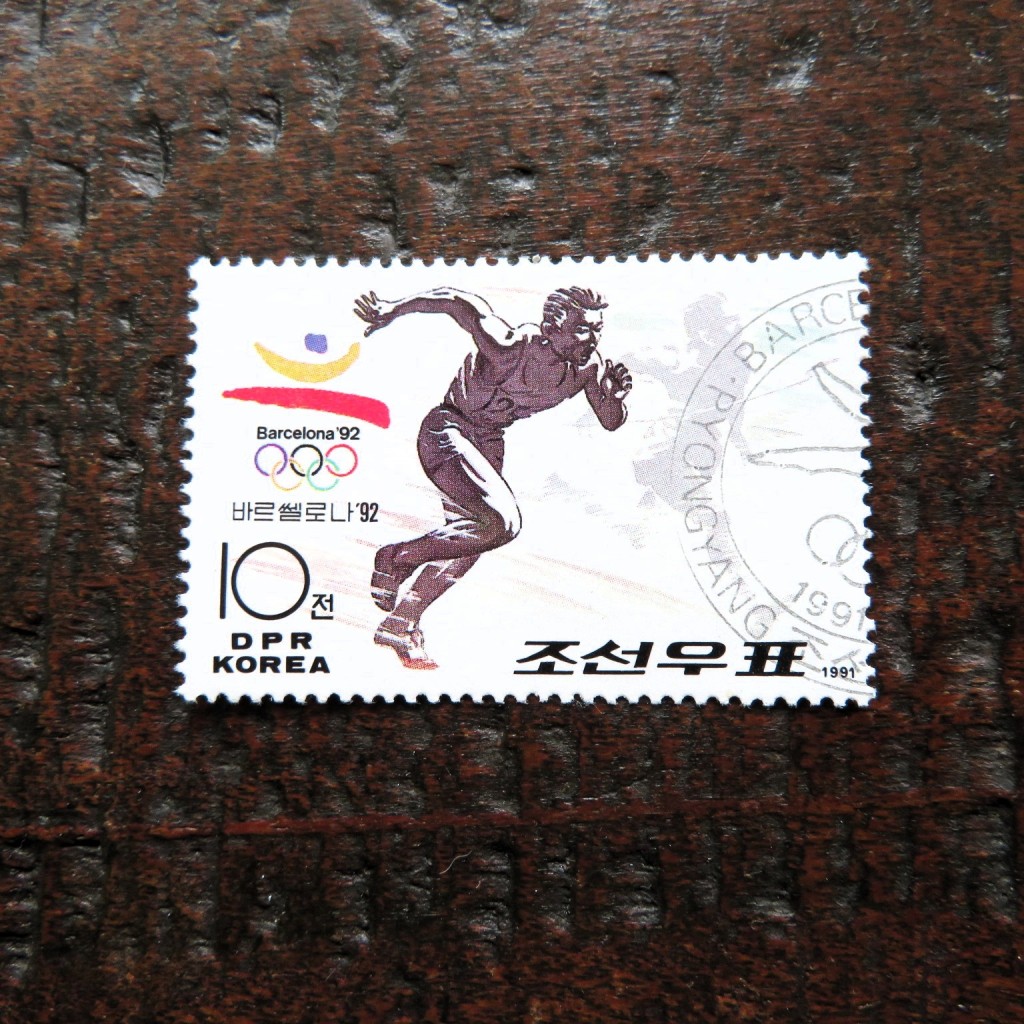 Barcelona '92
바르쎌로나 '92
10전
DPR
KOREA
조선우표 1991
BARCE
PYONGYANG
1991